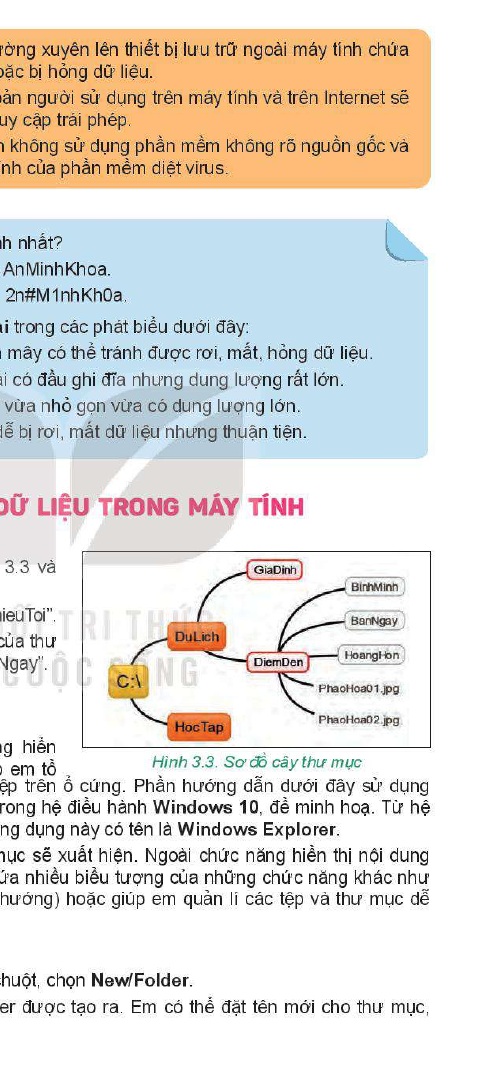 ường xuyên lên thiết bị lưu trữ ngoài máy tính chứa
oặc bị hỏng dữ liệu.
oản người sử dụng trên máy tính và trên Internet sẽ
uy cập trái phép.
n không sử dụng phần mềm không rõ nguồn gốc và
ính của phần mềm diệt virus.
nh nhất?
AnMinhKhoa.
2n#M1nhKh0a.
ai trong các phát biểu dưới đây:
n mây có thể tránh được rơi, mất, hỏng dữ liệu.
ải có đầu ghi đĩa nhưng dung lượng rất lớn.
vừa nhỏ gọn vừa có dung lượng lớn.
dễ bị rơi, mất dữ liệu nhưng thuận tiện.
DỮ LIỆU TRONG MÁY TÍNH
3.3 và
hieuToi".
của thư
Ngay".
ng hiển
p em tổ
C:\
DuLich
HocTap
GiaDinh
DiemDen
BinhMinh
BanNgay
HoangHon
PhaoHoa01.jpg
PhaoHoa02.jpg
Hình 3.3. Sơ đồ cây thư mục
ệp trên ổ cứng. Phần hướng dẫn dưới đây sử dụng
rong hệ điều hành Windows 10, để minh hoạ. Từ hệ
ng dụng này có tên là Windows Explorer.
mục sẽ xuất hiện. Ngoài chức năng hiển thị nội dung
ứa nhiều biểu tượng của những chức năng khác như
hướng) hoặc giúp em quản lí các tệp và thư mục dễ
chuột, chọn New/Folder.
er được tạo ra. Em có thể đặt tên mới cho thư mục,
TRI THỨC
CUỘC SỐNG